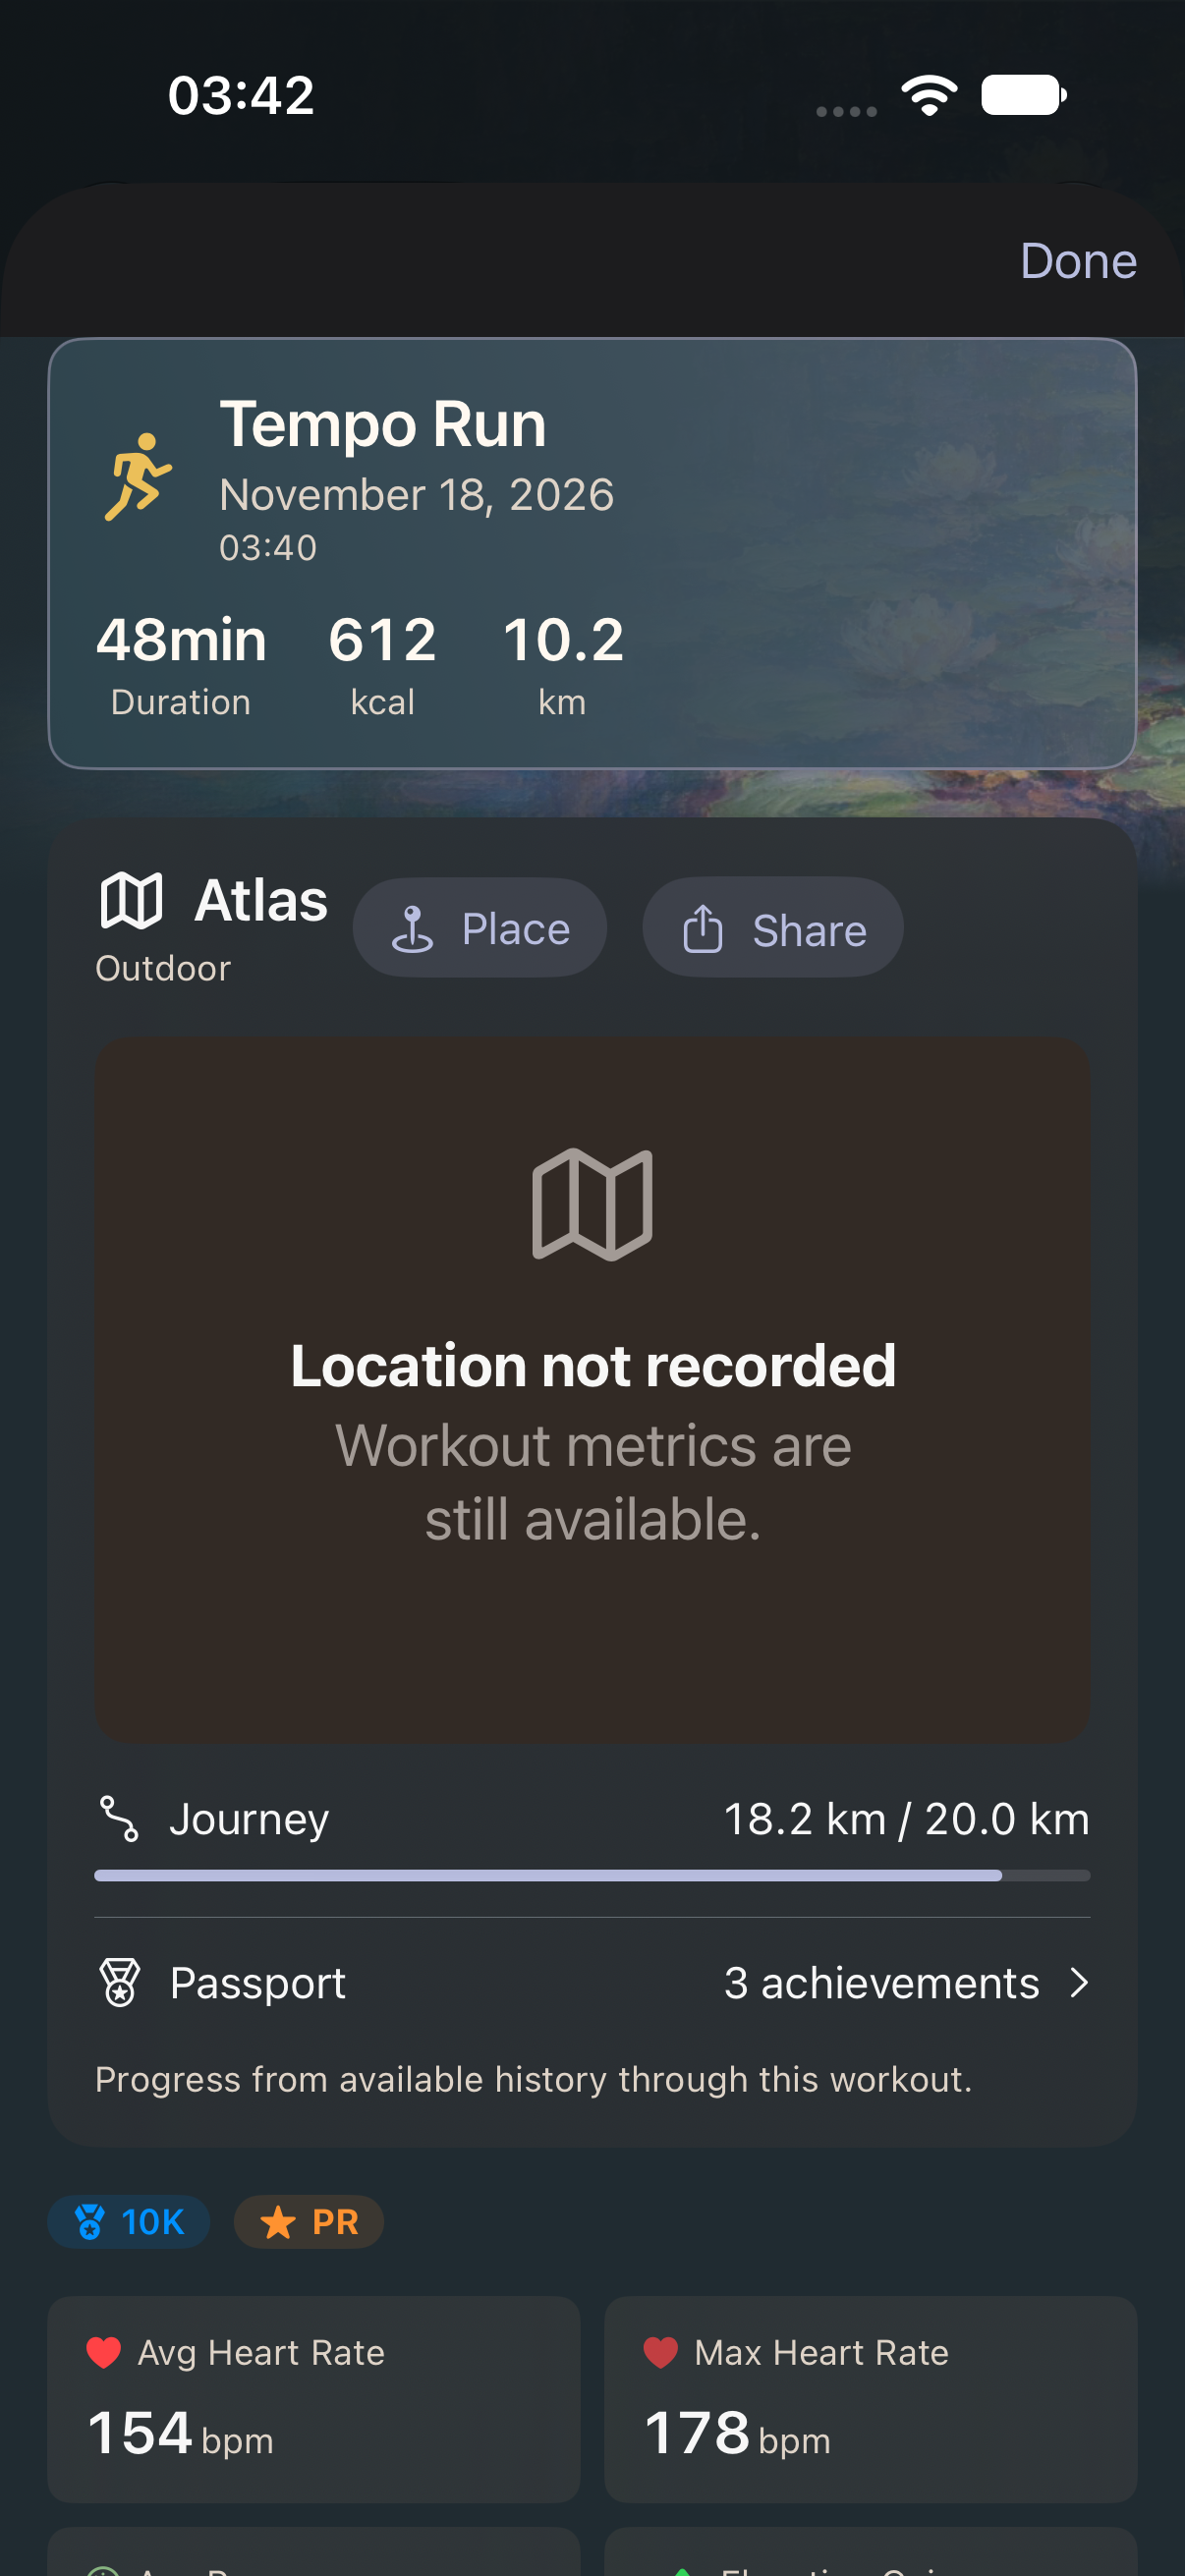 03:42
Done
Tempo Run
November 18, 2026
03:40
48min 612 10.2
Duration kcal km
Atlas
Outdoor
Place
Share
Location not recorded
Workout metrics are
still available.
Journey 18.2 km / 20.0 km
Passport 3 achievements
Progress from available history through this workout.
10K PR
Avg Heart Rate
154 bpm
Max Heart Rate
178 bpm